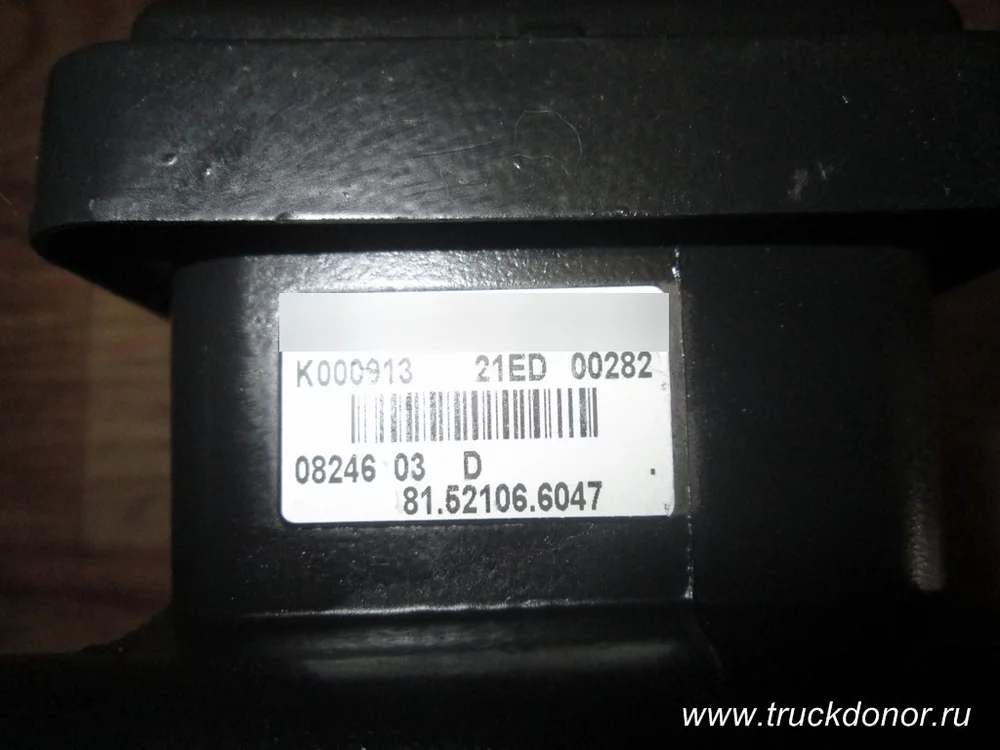 K000913 21ED 00282
08246 03 D
81.52106.6047
www.truckdonor.ru